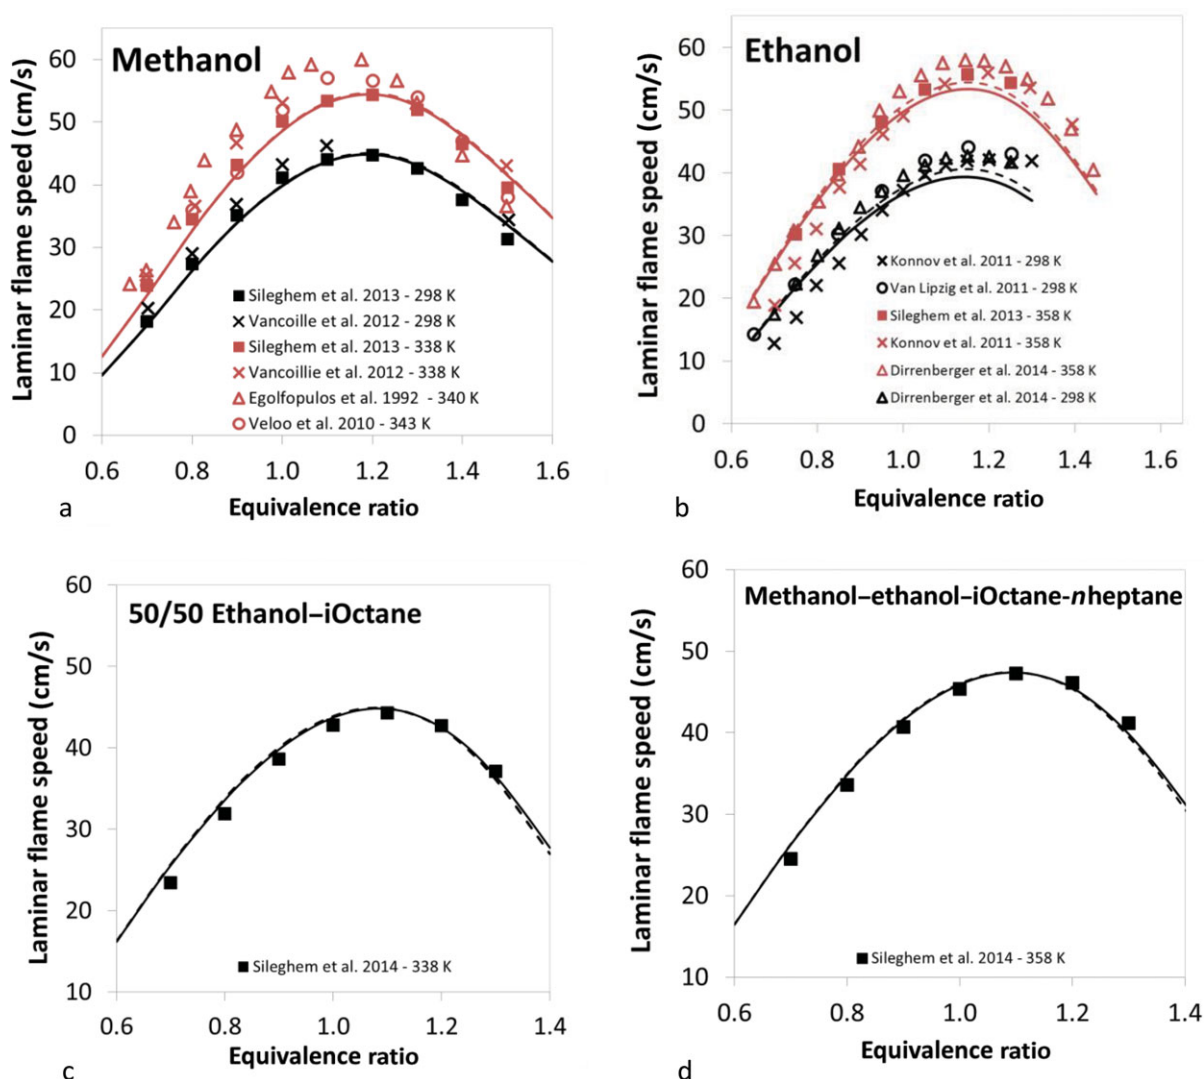 Methanol
Laminar flame speed (cm/s)
60
50
40
30
20
10
0
Sileghem et al. 2013 - 298 K
Vancoille et al. 2012 - 298 K
Sileghem et al. 2013 - 338 K
Vancoillie et al. 2012 - 338 K
Egolfopulos et al. 1992 - 340 K
Veloo et al. 2010 - 343 K
0.6 0.8 1.0 1.2 1.4 1.6
Equivalence ratio
a
Ethanol
Laminar flame speed (cm/s)
60
50
40
30
20
10
0
Konnov et al. 2011 - 298 K
Van Lipzig et al. 2011 - 298 K
Sileghem et al. 2013 - 358 K
Konnov et al. 2011 - 358 K
Dirrenberger et al. 2014 - 358 K
Dirrenberger et al. 2014 - 298 K
0.6 0.8 1.0 1.2 1.4 1.6
Equivalence ratio
b
50/50 Ethanol–iOctane
Laminar flame speed (cm/s)
60
50
40
30
20
10
Sileghem et al. 2014 - 338 K
0.6 0.8 1.0 1.2 1.4
Equivalence ratio
c
Methanol–ethanol–iOctane-nheptane
Laminar flame speed (cm/s)
60
50
40
30
20
10
Sileghem et al. 2014 - 358 K
0.6 0.8 1.0 1.2 1.4
Equivalence ratio
d